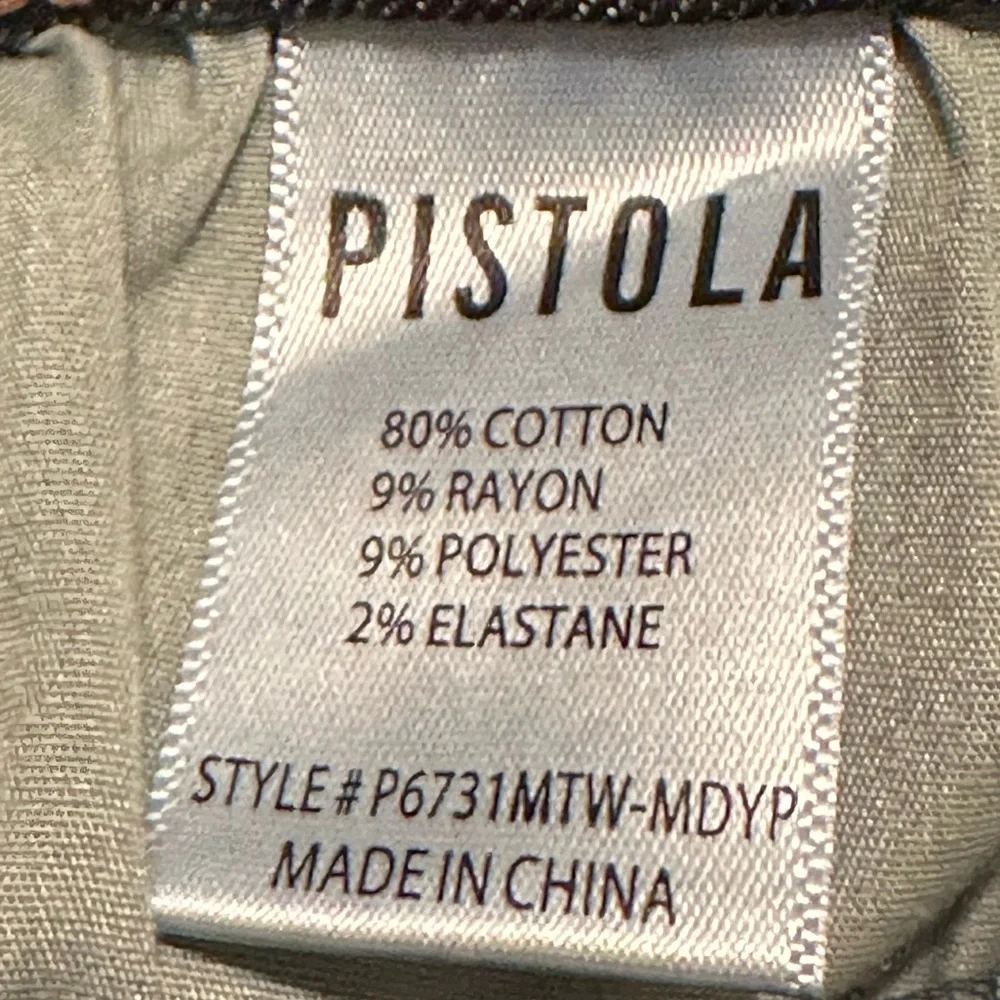 PISTOLA
80% COTTON
9% RAYON
9% POLYESTER
2% ELASTANE
STYLE # P6731MTW-MDYP
MADE IN CHINA